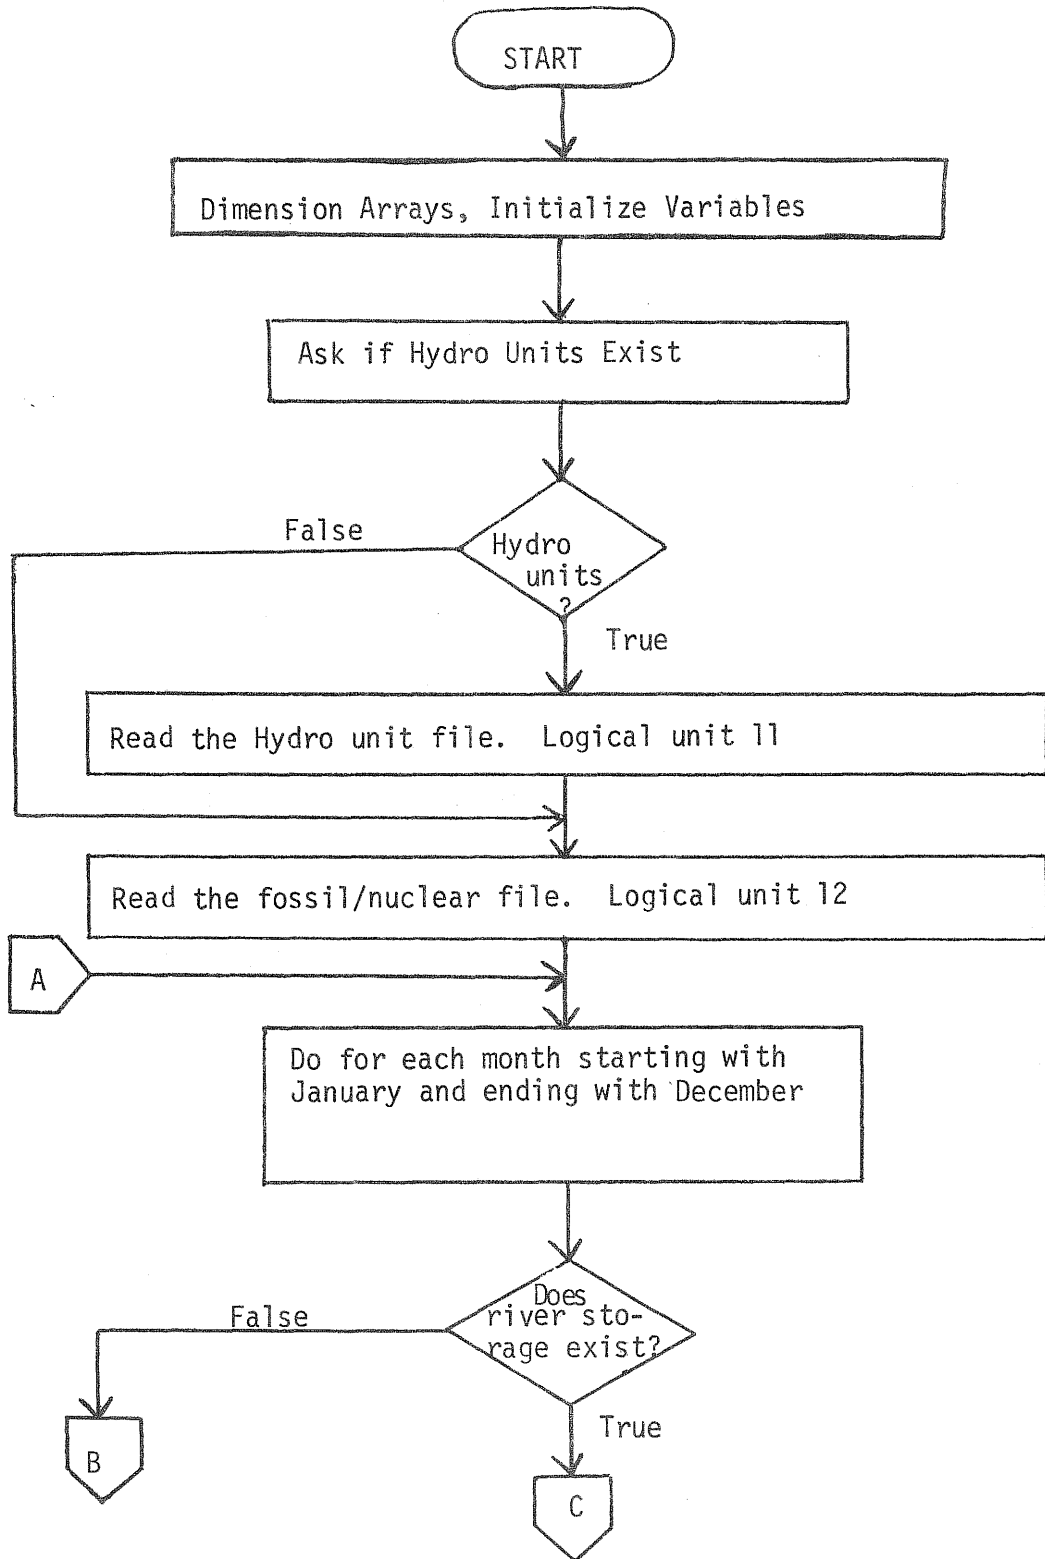 START
Dimension Arrays, Initialize Variables
Ask if Hydro Units Exist
False
Hydro
units
?
True
Read the Hydro unit file. Logical unit 11
Read the fossil/nuclear file. Logical unit 12
A
Do for each month starting with
January and ending with December
Does
river sto-
rage exist?
False
True
B
C